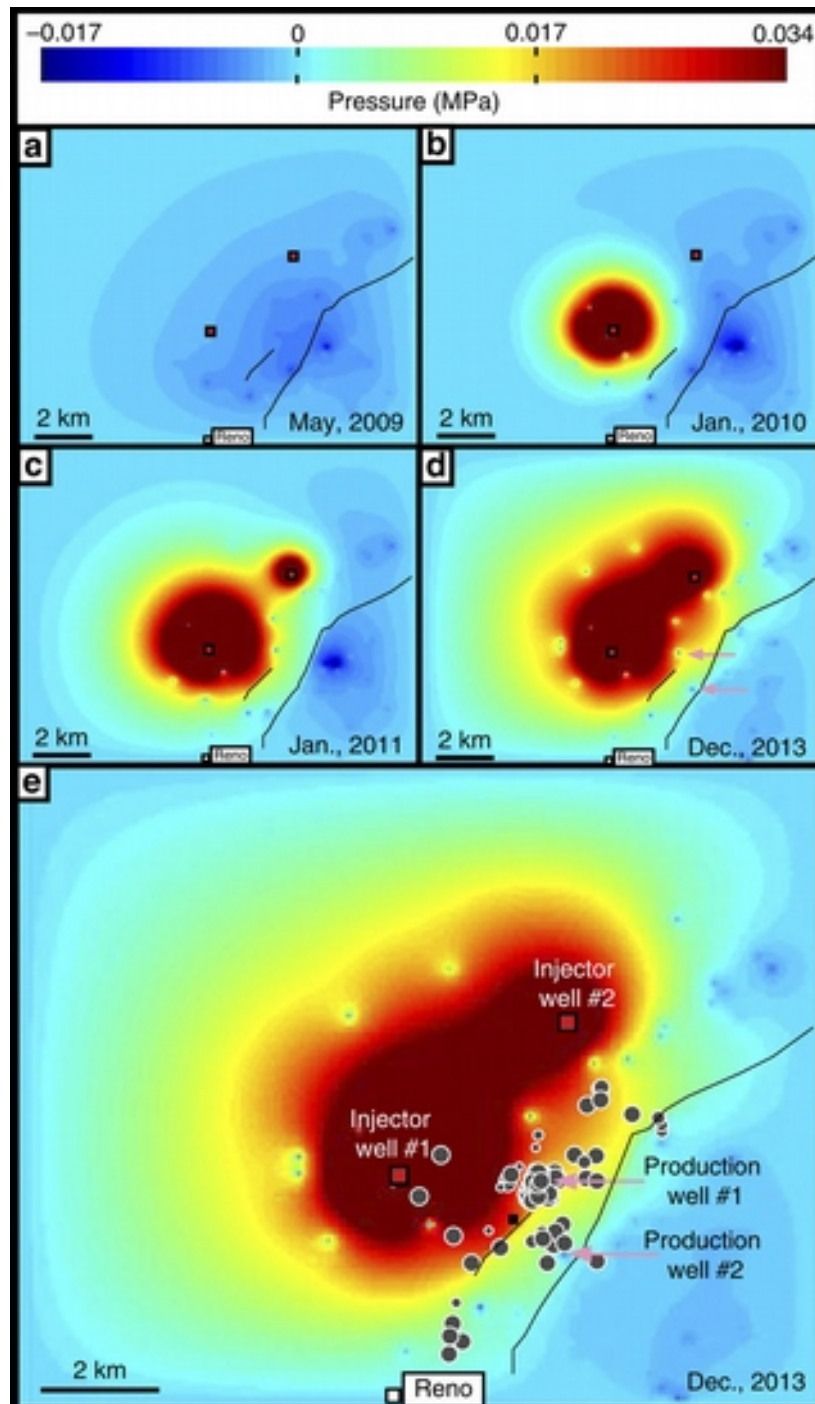 −0.017 0 0.017 0.034
Pressure (MPa)
a
2 km
Reno
May, 2009
b
2 km
Reno
Jan., 2010
c
2 km
Reno
Jan., 2011
d
2 km
Reno
Dec., 2013
e
Injector
well #2
Injector
well #1
Production
well #1
Production
well #2
2 km
Reno
Dec., 2013